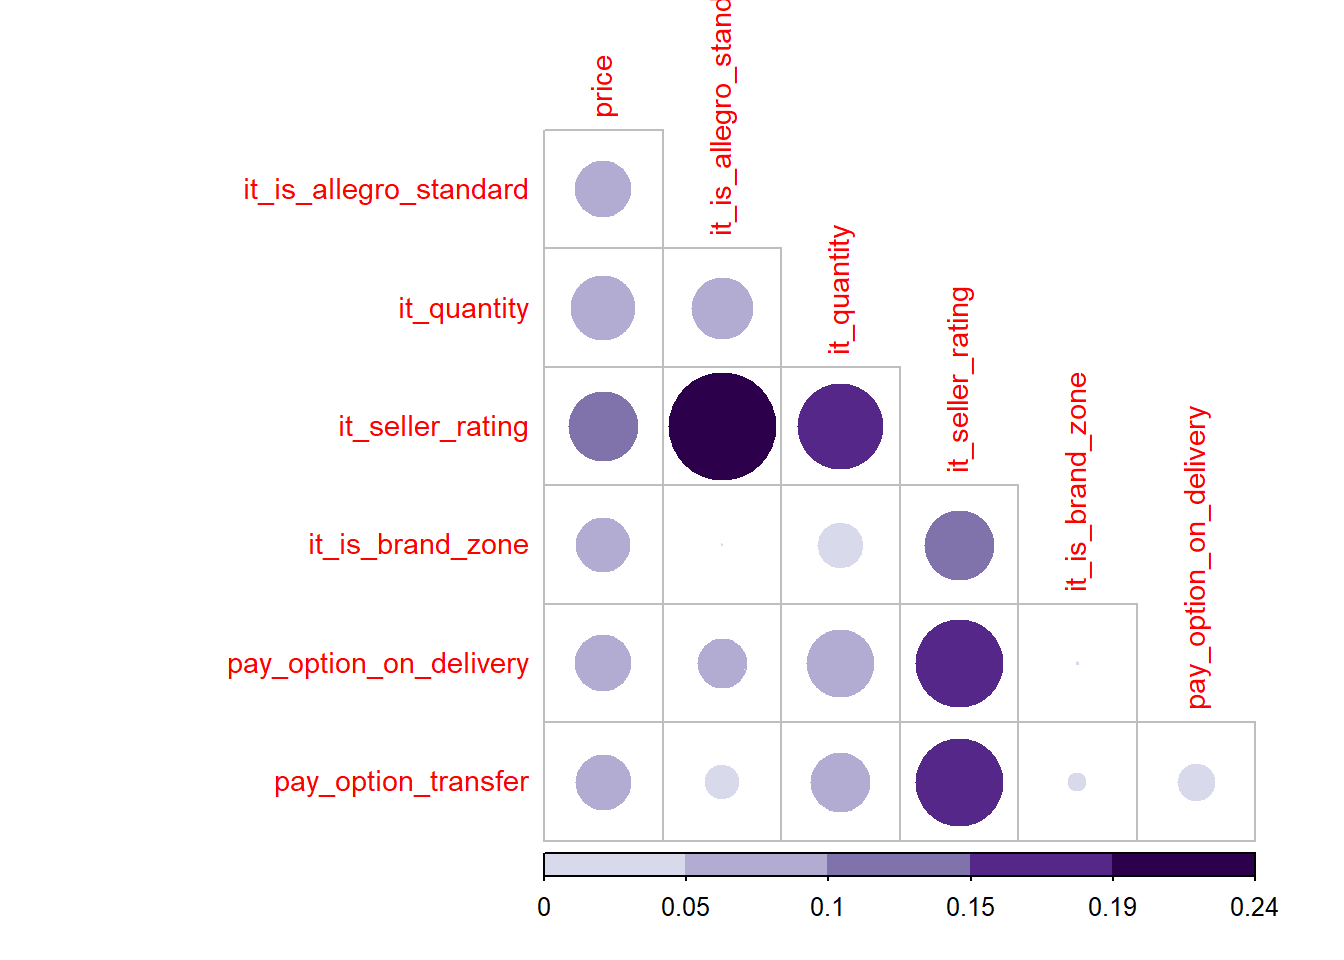 price
it_is_allegro_stand
it_is_allegro_standard
it_quantity
it_quantity
it_seller_rating
it_seller_rating
it_is_brand_zone
it_is_brand_zone
pay_option_on_delivery
pay_option_on_delivery
pay_option_transfer
0 0.05 0.1 0.15 0.19 0.24